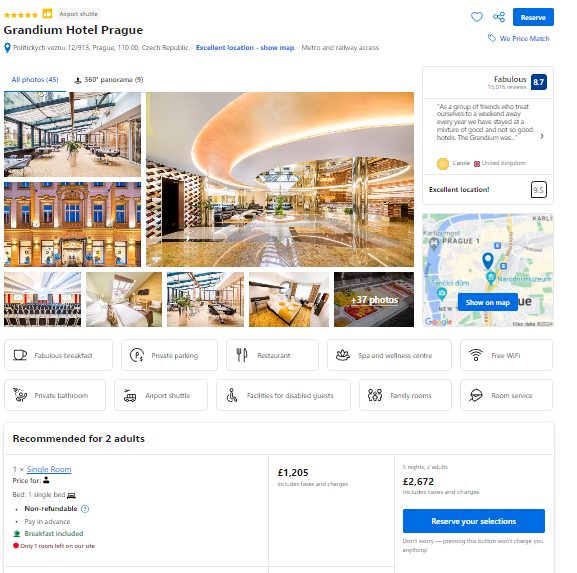 Airport shuttle
Reserve
Grandium Hotel Prague
We Price Match
Politickych veznu 12/913, Prague, 110 00, Czech Republic - Excellent location - show map - Metro and railway access
All photos (45)
360° panorama (9)
Fabulous
15,016 reviews
8.7
"As a group of friends who treat
ourselves to a weekend away
every year we have stayed at a
mixture of good and not so good
hotels. The Grandium was..."
Carole
United Kingdom
Excellent location!
9.5
Karlův most
KARLÍ
PRAGUE 1
Národní muzeum
Tančící dům
Show on map
ue
NEW
Google
Map data ©2024
+37 photos
Fabulous breakfast
Private parking
Restaurant
Spa and wellness centre
Free WiFi
Private bathroom
Airport shuttle
Facilities for disabled guests
Family rooms
Room service
Recommended for 2 adults
1 × Single Room
Price for:
Bed: 1 single bed
• Non-refundable
• Pay in advance
Breakfast included
Only 1 room left on our site
£1,205
Includes taxes and charges
5 nights, 2 adults
£2,672
Includes taxes and charges
Reserve your selections
Don't worry — pressing this button won't charge you
anything!